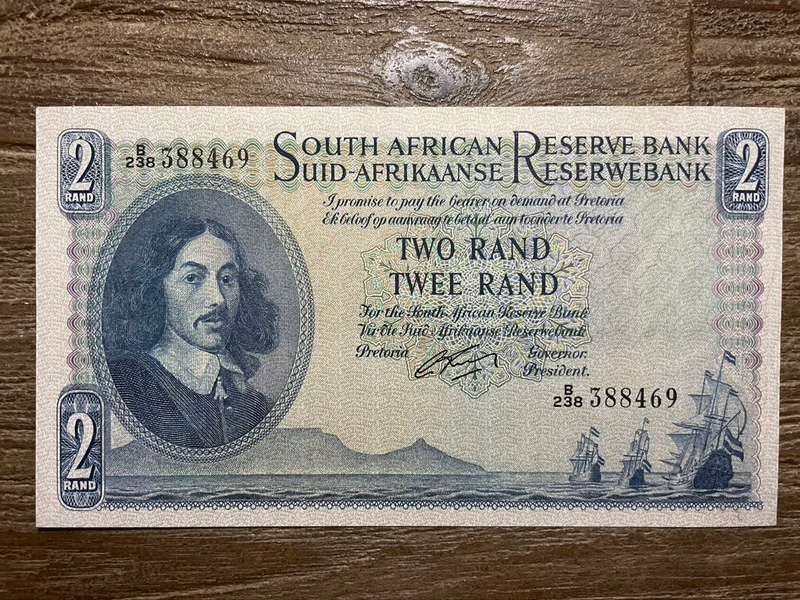 2
RAND
B/238 388469
SOUTH AFRICAN RESERVE BANK
SUID-AFRIKAANSE RESERWEBANK
2
RAND
I promise to pay the bearer on demand at Pretoria
Ek beloof op aanvraag te betaal aan toonder te Pretoria
TWO RAND
TWEE RAND
For the South African Reserve Bank
Vir die Suid-Afrikaanse Reserwebank
Pretoria
Governor.
President.
B/238 388469
2
RAND